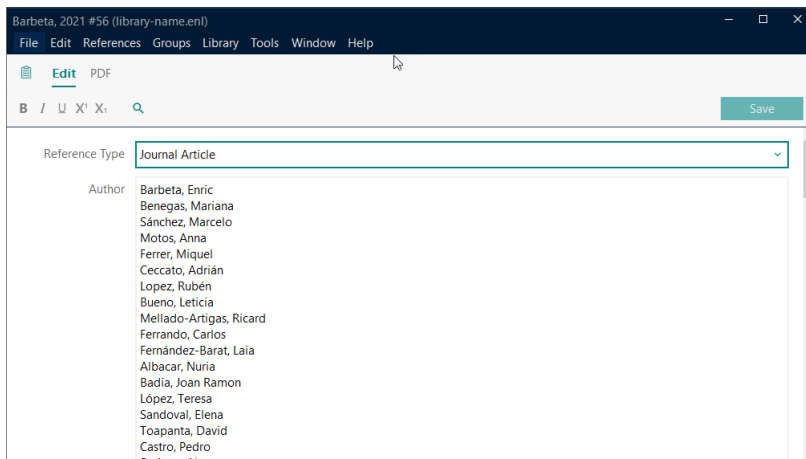 Barbeta, 2021 #56 (library-name.enl)
File Edit References Groups Library Tools Window Help
Edit PDF
B I U X¹ X₁
Save
Reference Type Journal Article
Author Barbeta, Enric
Benegas, Mariana
Sánchez, Marcelo
Motos, Anna
Ferrer, Miquel
Ceccato, Adrián
Lopez, Rubén
Bueno, Leticia
Mellado-Artigas, Ricard
Ferrando, Carlos
Fernández-Barat, Laia
Albacar, Nuria
Badia, Joan Ramon
López, Teresa
Sandoval, Elena
Toapanta, David
Castro, Pedro